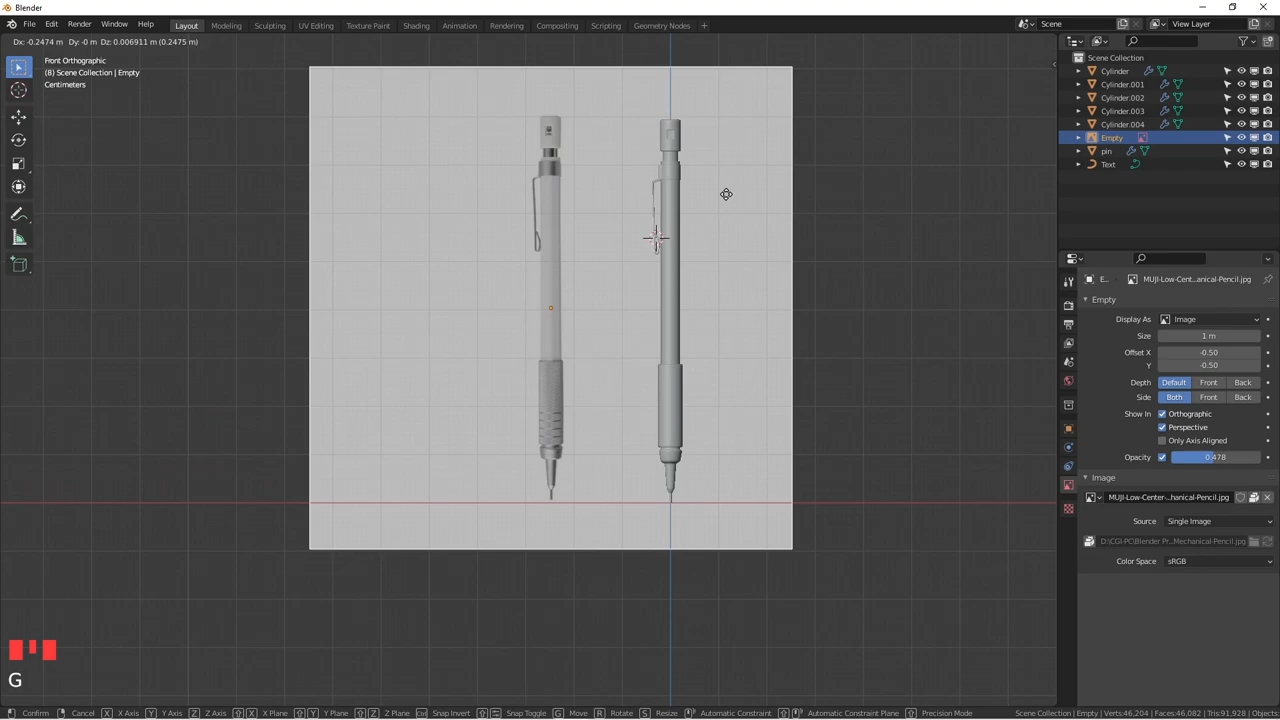 Blender
File Edit Render Window Help Layout Modeling Sculpting UV Editing Texture Paint Shading Animation Rendering Compositing Scripting Geometry Nodes + Scene View Layer
Dx: -0.2474 m Dy: -0 m Dz: 0.006911 m (0.2475 m)
Front Orthographic
(8) Scene Collection | Empty
Centimeters
Scene Collection
Cylinder
Cylinder.001
Cylinder.002
Cylinder.003
Cylinder.004
Empty
pin
Text
E.. MUJI-Low-Cent..anical-Pencil.jpg
Empty
Display As Image
Size 1 m
Offset X -0.50
Y -0.50
Depth Default Front Back
Side Both Front Back
Show In Orthographic
Perspective
Only Axis Aligned
Opacity 0.478
Image
MUJI-Low-Center-..hanical-Pencil.jpg
Source Single Image
D:\CGI-PC\Blender Pr...Mechanical-Pencil.jpg
Color Space sRGB
G
Confirm Cancel X X Axis Y Y Axis Z Z Axis X X Plane Y Y Plane Z Z Plane Ctrl Snap Invert Snap Toggle G Move R Rotate S Resize Automatic Constraint Automatic Constraint Plane Precision Mode Scene Collection | Empty | Verts:46,204 | Faces:46,082 | Tris:91,928 | Objects